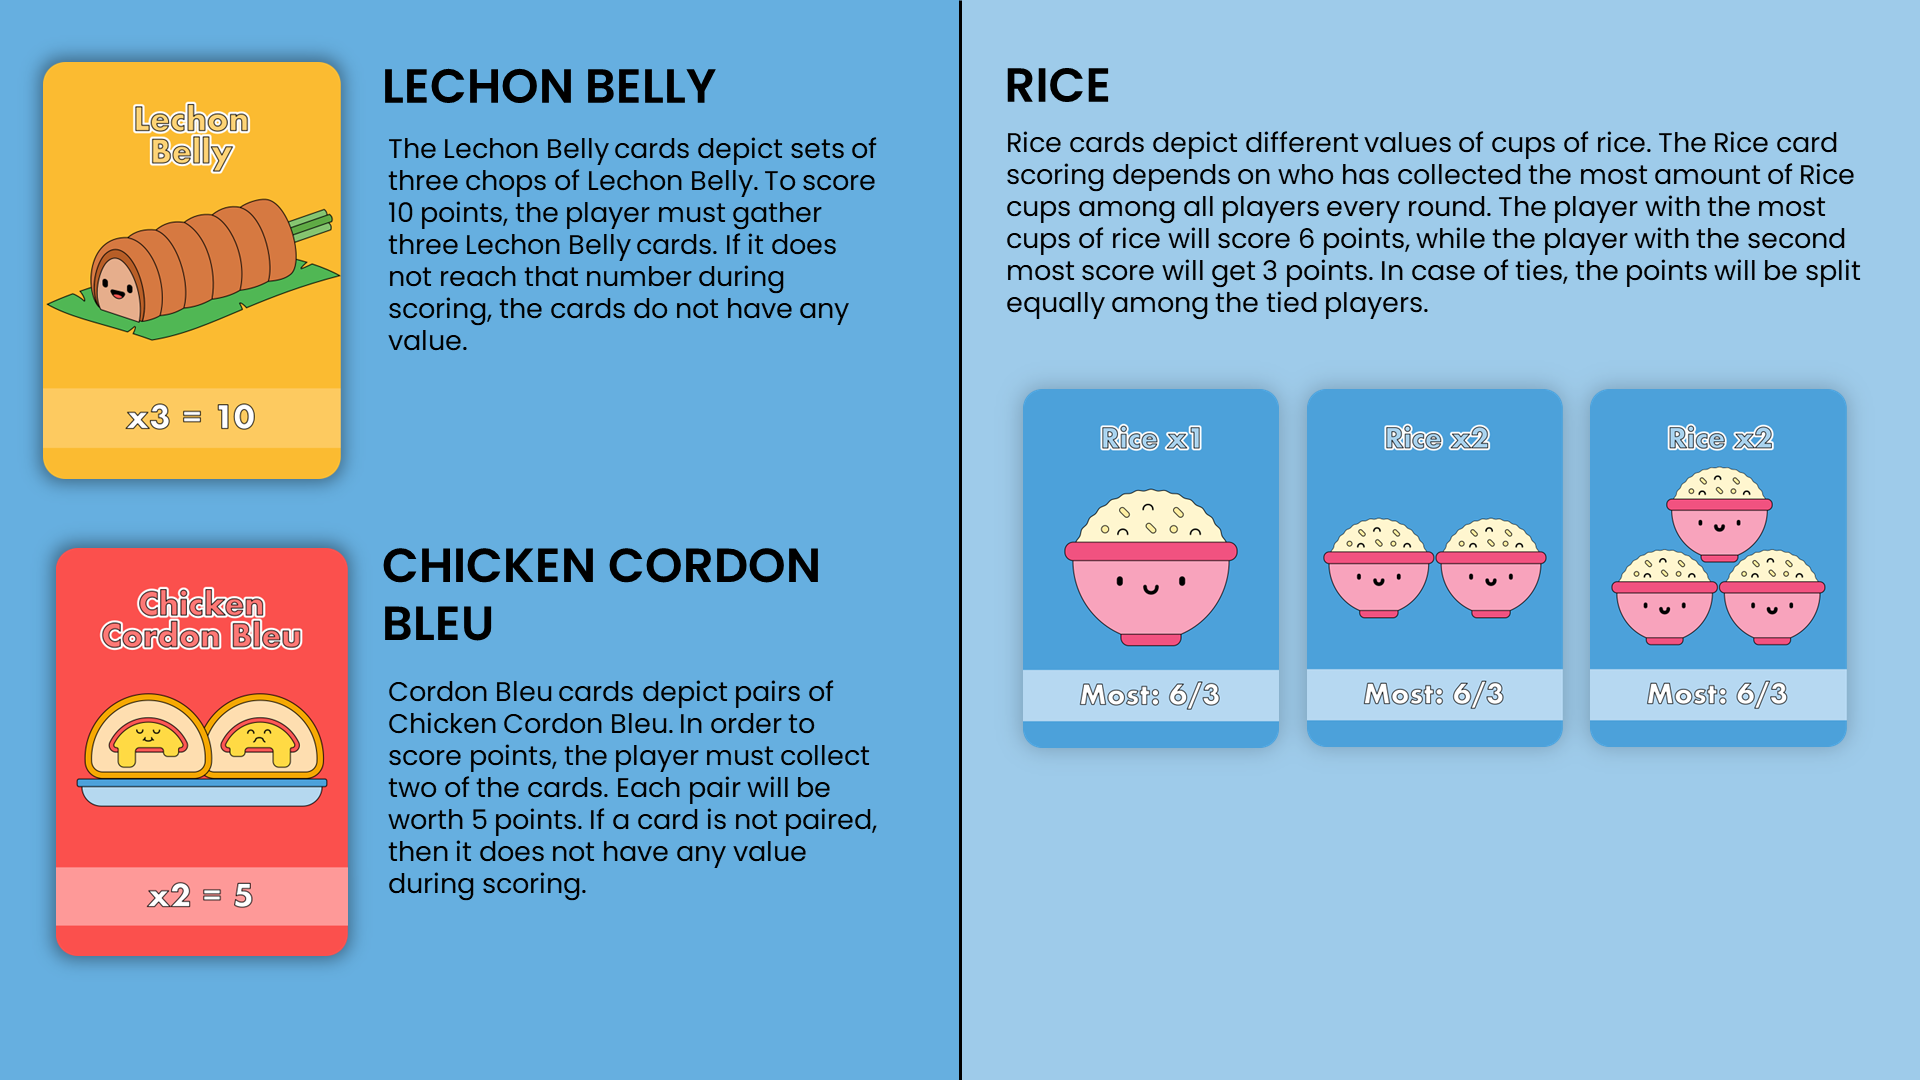 Lechon
Belly
x3 = 10
LECHON BELLY
The Lechon Belly cards depict sets of
three chops of Lechon Belly. To score
10 points, the player must gather
three Lechon Belly cards. If it does
not reach that number during
scoring, the cards do not have any
value.
Chicken
Cordon Bleu
x2 = 5
CHICKEN CORDON
BLEU
Cordon Bleu cards depict pairs of
Chicken Cordon Bleu. In order to
score points, the player must collect
two of the cards. Each pair will be
worth 5 points. If a card is not paired,
then it does not have any value
during scoring.
RICE
Rice cards depict different values of cups of rice. The Rice card
scoring depends on who has collected the most amount of Rice
cups among all players every round. The player with the most
cups of rice will score 6 points, while the player with the second
most score will get 3 points. In case of ties, the points will be split
equally among the tied players.
Rice x1
Most: 6/3
Rice x2
Most: 6/3
Rice x2
Most: 6/3